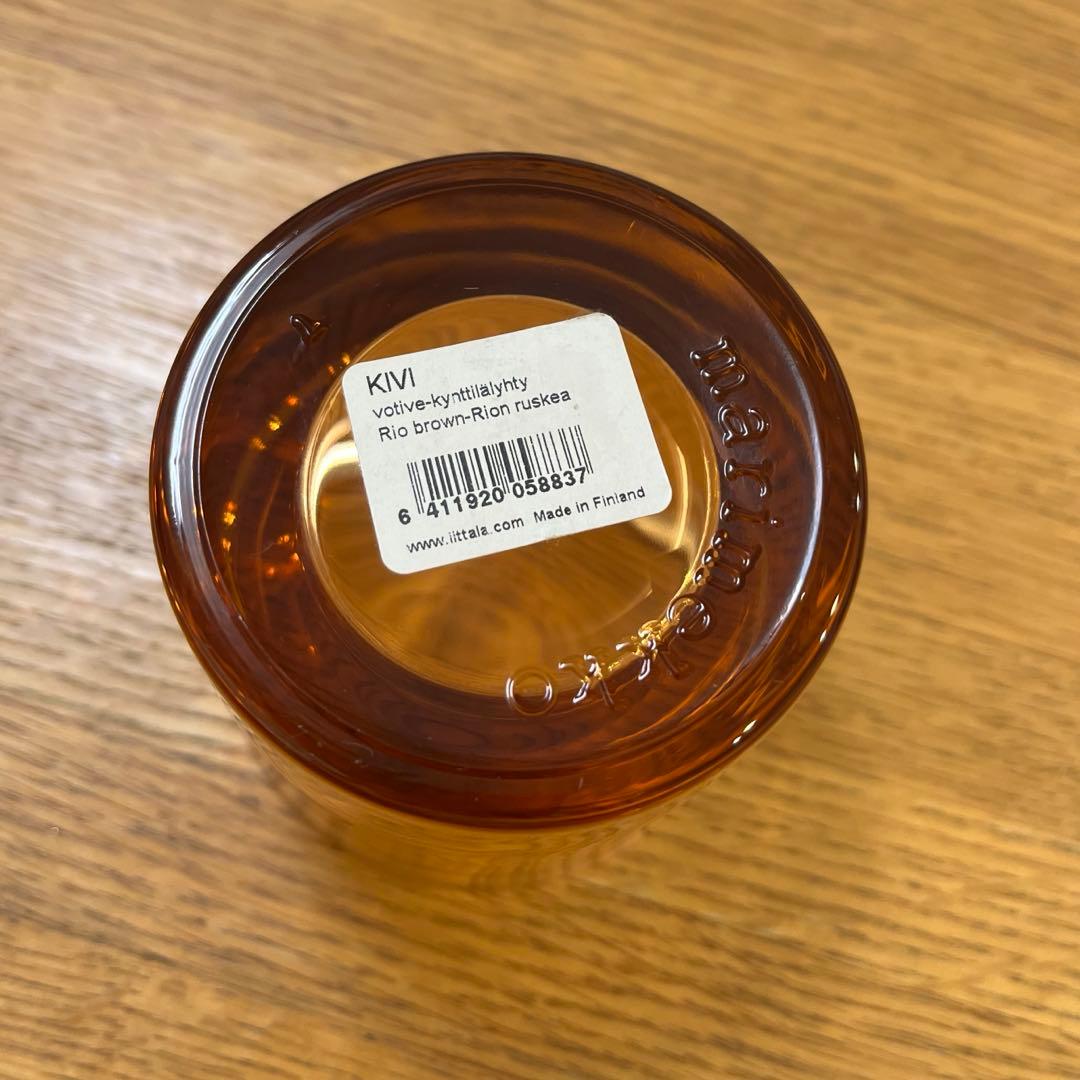 KIVI
votive-kynttilälyhty
Rio brown-Rion ruskea
6 411920 058837
www.iittala.com Made in Finland
marimekko